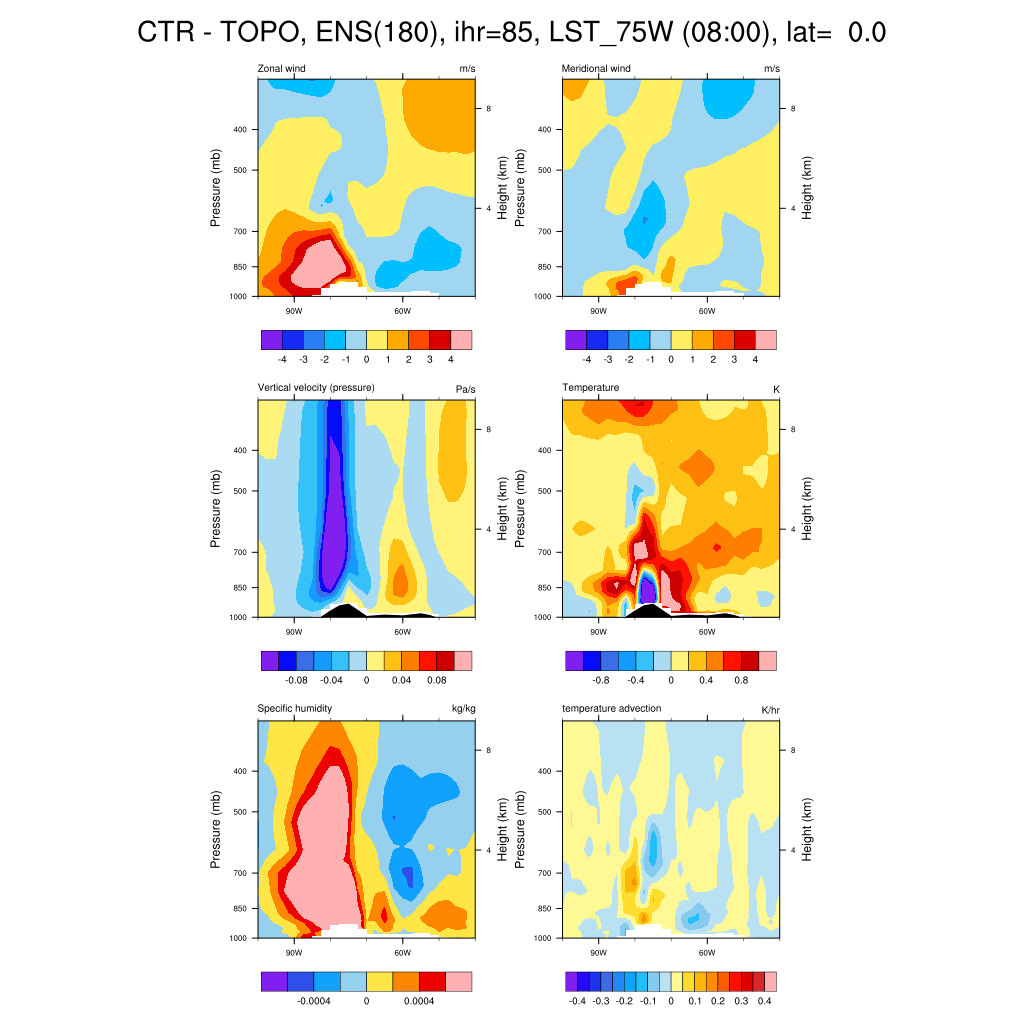 CTR - TOPO, ENS(180), ihr=85, LST_75W (08:00), lat= 0.0
Zonal wind m/s
Pressure (mb)
400
500
700
850
1000
8
4
Height (km)
90W 60W
-4 -3 -2 -1 0 1 2 3 4
Meridional wind m/s
Pressure (mb)
400
500
700
850
1000
8
4
Height (km)
90W 60W
-4 -3 -2 -1 0 1 2 3 4
Vertical velocity (pressure) Pa/s
Pressure (mb)
400
500
700
850
1000
8
4
Height (km)
90W 60W
-0.08 -0.04 0 0.04 0.08
Temperature K
Pressure (mb)
400
500
700
850
1000
8
4
Height (km)
90W 60W
-0.8 -0.4 0 0.4 0.8
Specific humidity kg/kg
Pressure (mb)
400
500
700
850
1000
8
4
Height (km)
90W 60W
-0.0004 0 0.0004
temperature advection K/hr
Pressure (mb)
400
500
700
850
1000
8
4
Height (km)
90W 60W
-0.4 -0.3 -0.2 -0.1 0 0.1 0.2 0.3 0.4